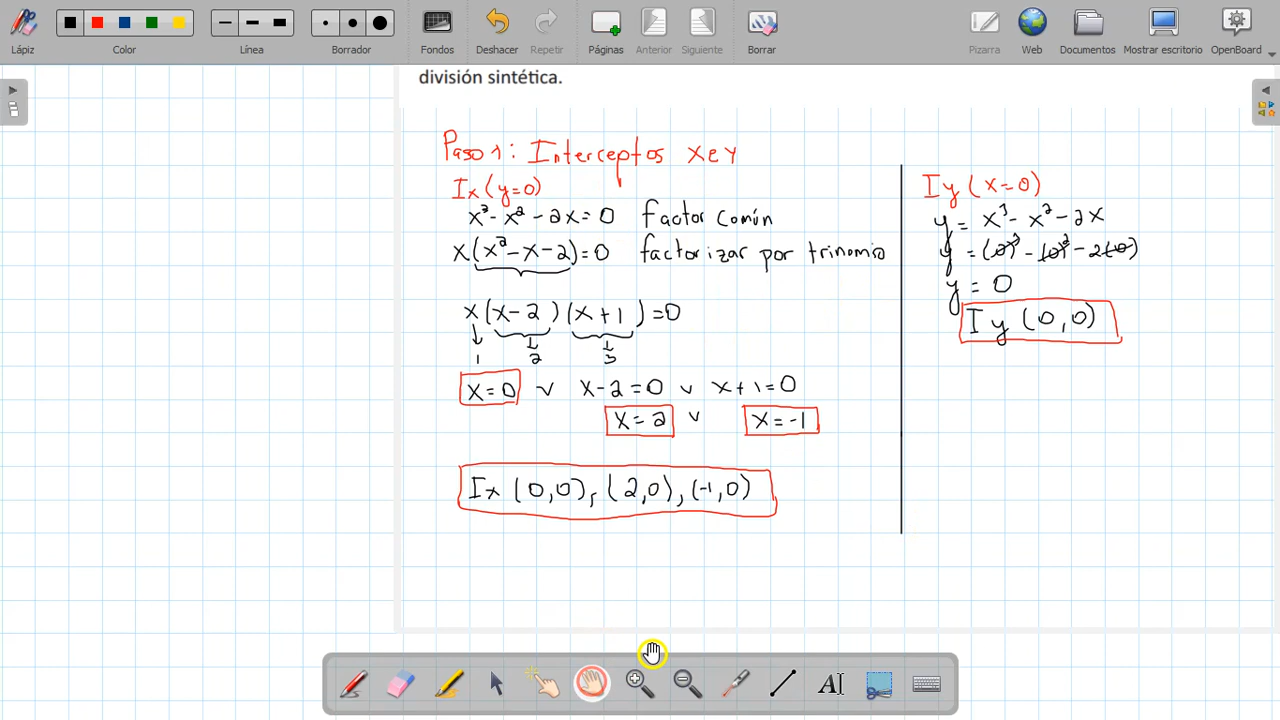 Lápiz Color Línea Borrador Fondos Deshacer Repetir Páginas Anterior Siguiente Borrar Pizarra Web Documentos Mostrar escritorio OpenBoard
división sintética.
Paso 1: Interceptos X e Y
Ix (y=0)
x³ - x² - 2x = 0 factor común
x(x² - x - 2) = 0 factorizar por trinomio
x(x-2)(x+1) = 0
1 2 3
x = 0 v x-2 = 0 v x+1 = 0
x = 2 v x = -1
Ix (0,0), (2,0), (-1,0)
Iy (x=0)
y = x³ - x² - 2x
y = (0)³ - (0)² - 2(0)
y = 0
Iy (0,0)